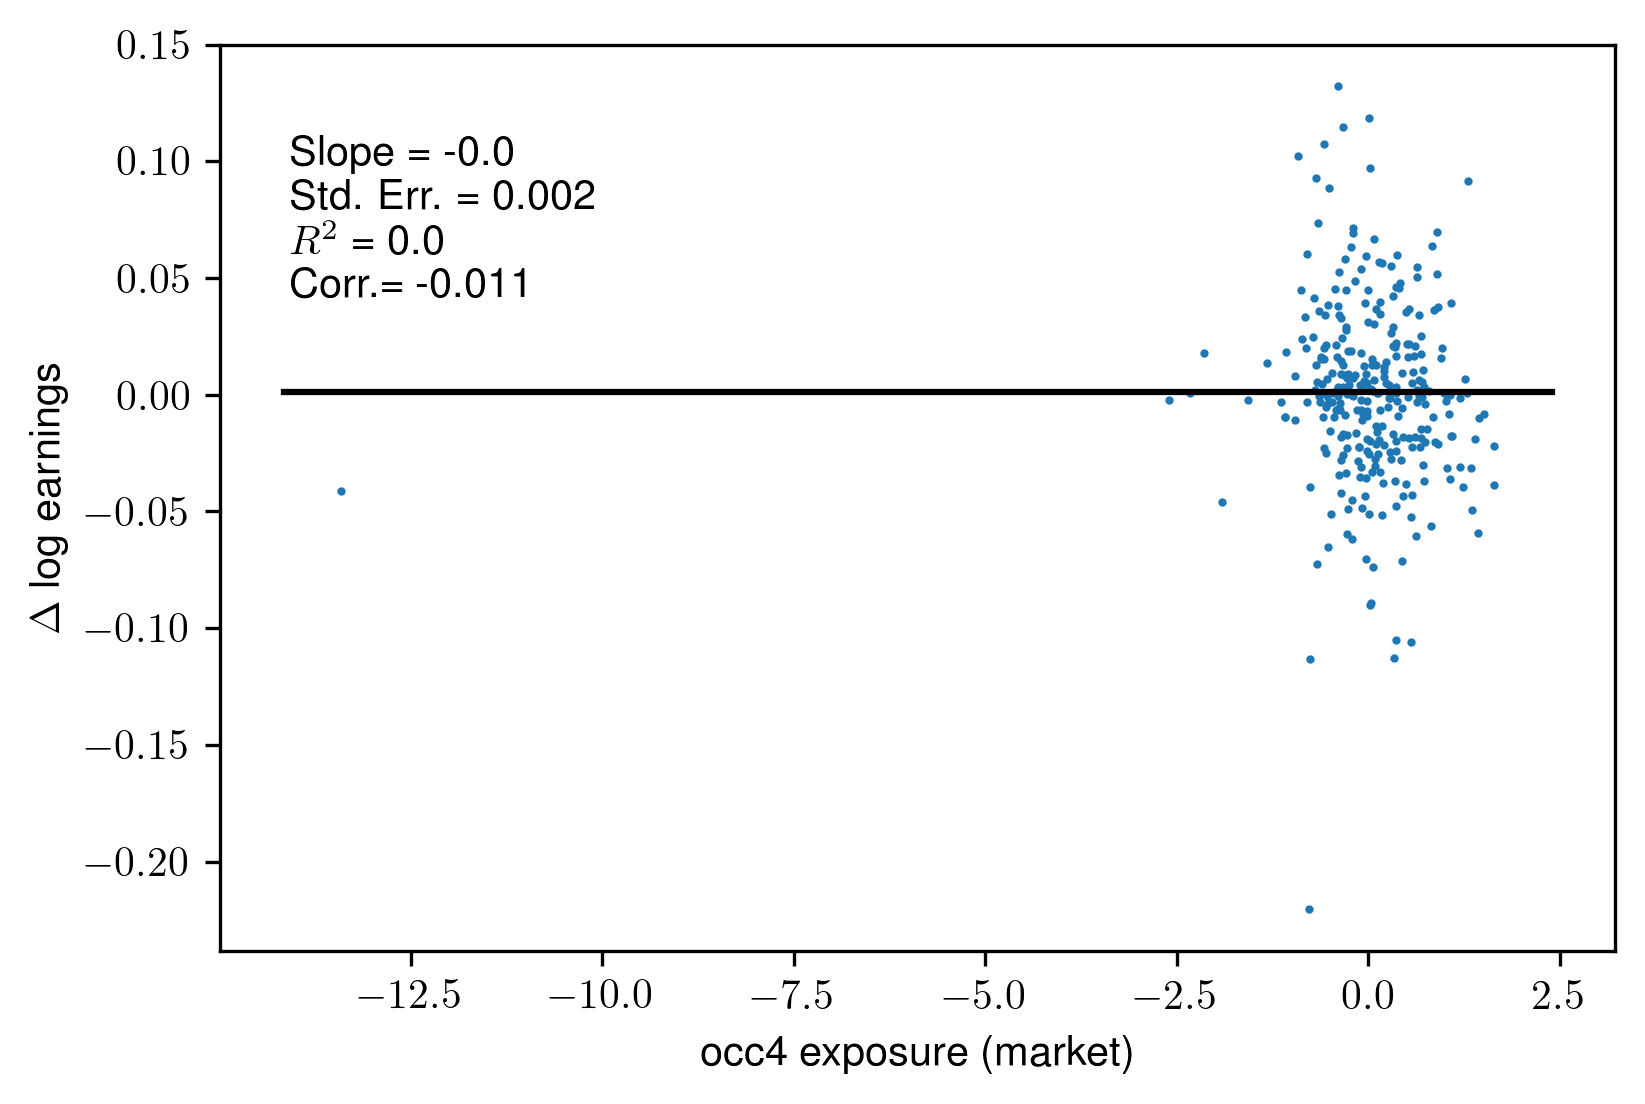 0.15
0.10
0.05
0.00
−0.05
−0.10
−0.15
−0.20
Δ log earnings
Slope = -0.0
Std. Err. = 0.002
R² = 0.0
Corr.= -0.011
−12.5 −10.0 −7.5 −5.0 −2.5 0.0 2.5
occ4 exposure (market)